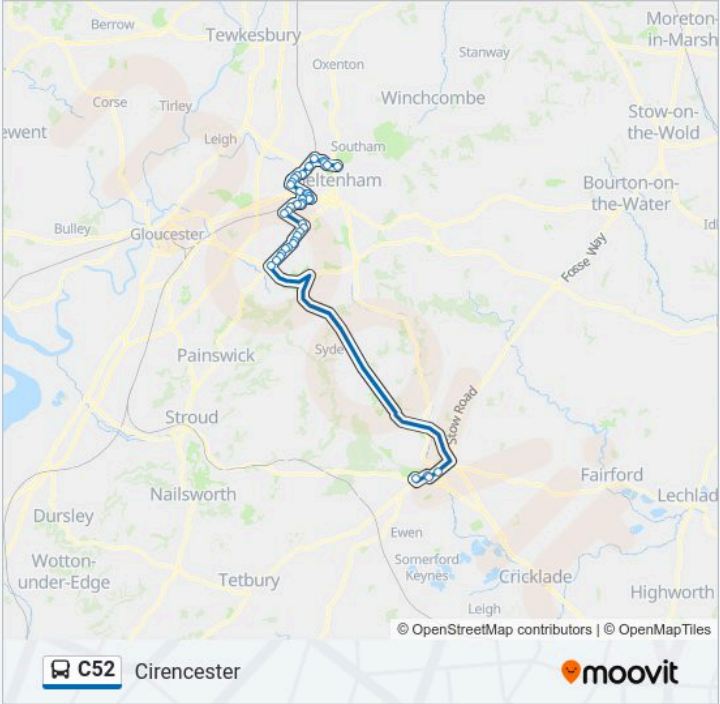 Berrow
Tewkesbury
Moreton-
in-Marsh
Oxenton
Stanway
Corse
Tirley
Winchcombe
Stow-on-
the-Wold
ewent
Leigh
Southam
eltenham
Bourton-on-
the-Water
Bulley
Gloucester
Idl
Fosse Way
Painswick
Syde
Stroud
Stow Road
Fairford
Nailsworth
Lechlad
Dursley
Ewen
Wotton-
under-Edge
Somerford
Keynes
Tetbury
Cricklade
Highworth
Leigh
© OpenStreetMap contributors | © OpenMapTiles
C52 Cirencester
moovit